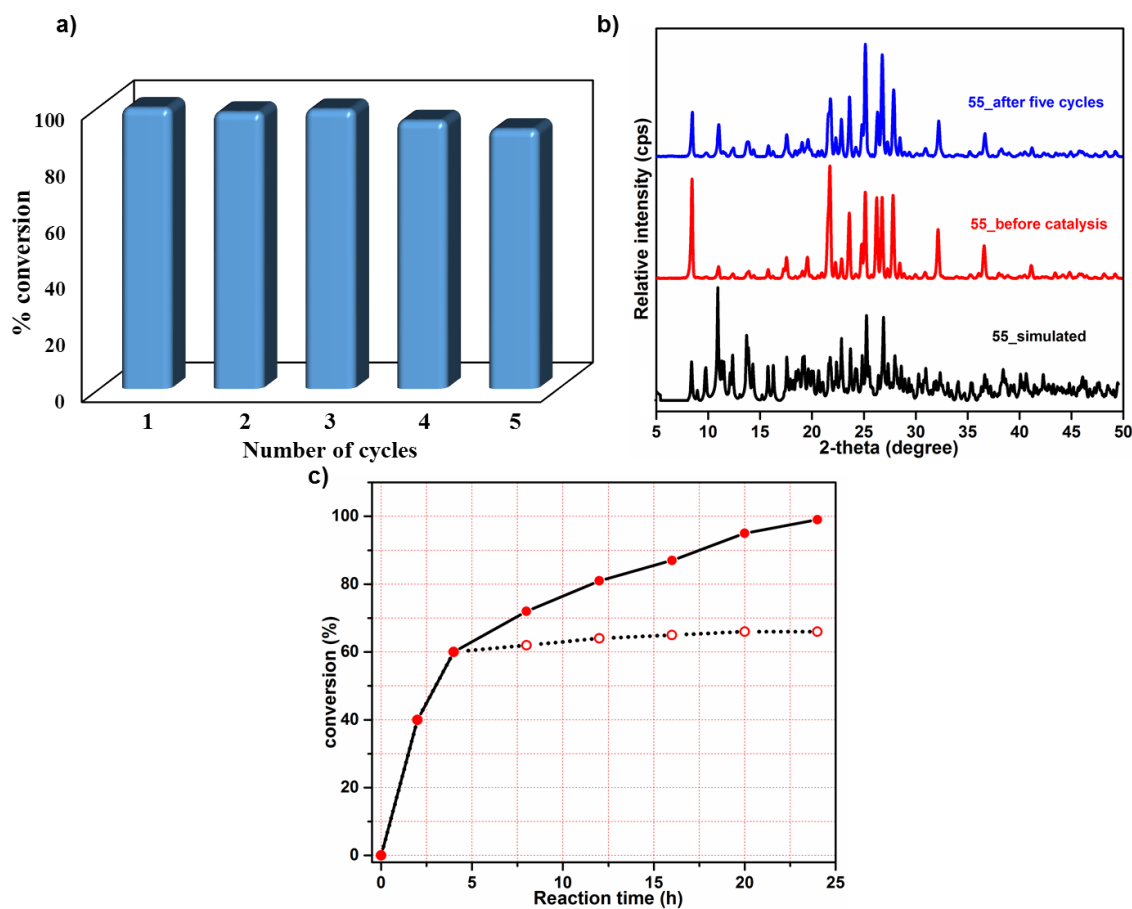 a)
% conversion
100
80
60
40
20
0
1 2 3 4 5
Number of cycles
b)
Relative intensity (cps)
55_after five cycles
55_before catalysis
55_simulated
5 10 15 20 25 30 35 40 45 50
2-theta (degree)
c)
conversion (%)
100
80
60
40
20
0
0 5 10 15 20 25
Reaction time (h)